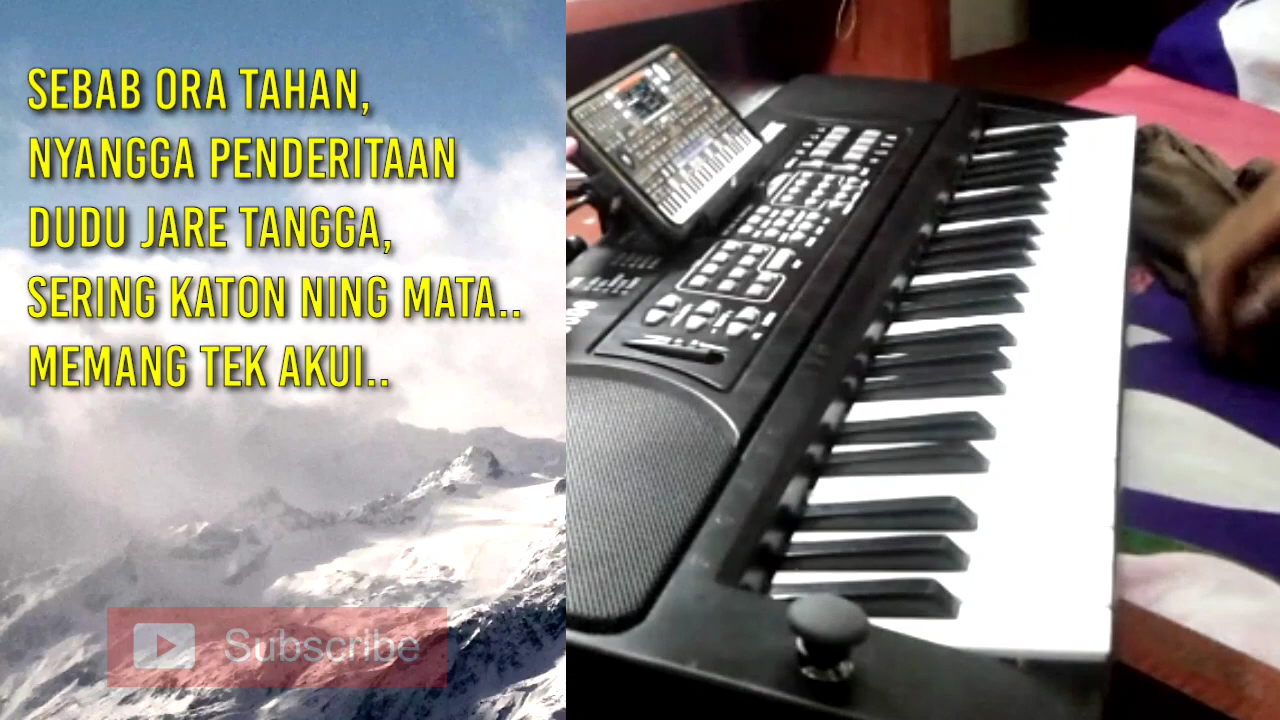 SEBAB ORA TAHAN,
NYANGGA PENDERITAAN
DUDU JARE TANGGA,
SERING KATON NING MATA..
MEMANG TEK AKUI..
Subscribe